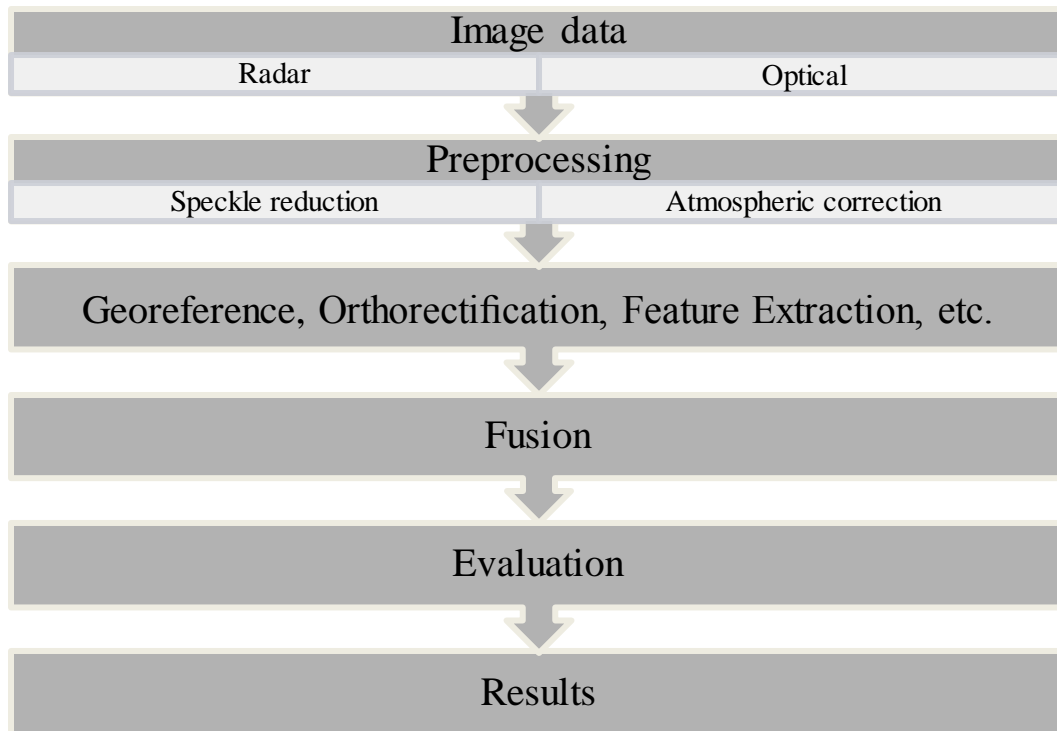 Image data
Radar
Optical
Preprocessing
Speckle reduction
Atmospheric correction
Georeference, Orthorectification, Feature Extraction, etc.
Fusion
Evaluation
Results